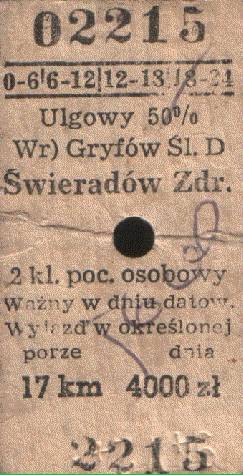 02215
0-6 6-12 12-18 18-24
Ulgowy 50%
Wr) Gryfów Śl. D
Świeradów Zdr.
2 kl. poc. osobowy
Ważny w dniu datow.
Wyjazd w określonej
porze dnia
17 km 4000 zł
2215